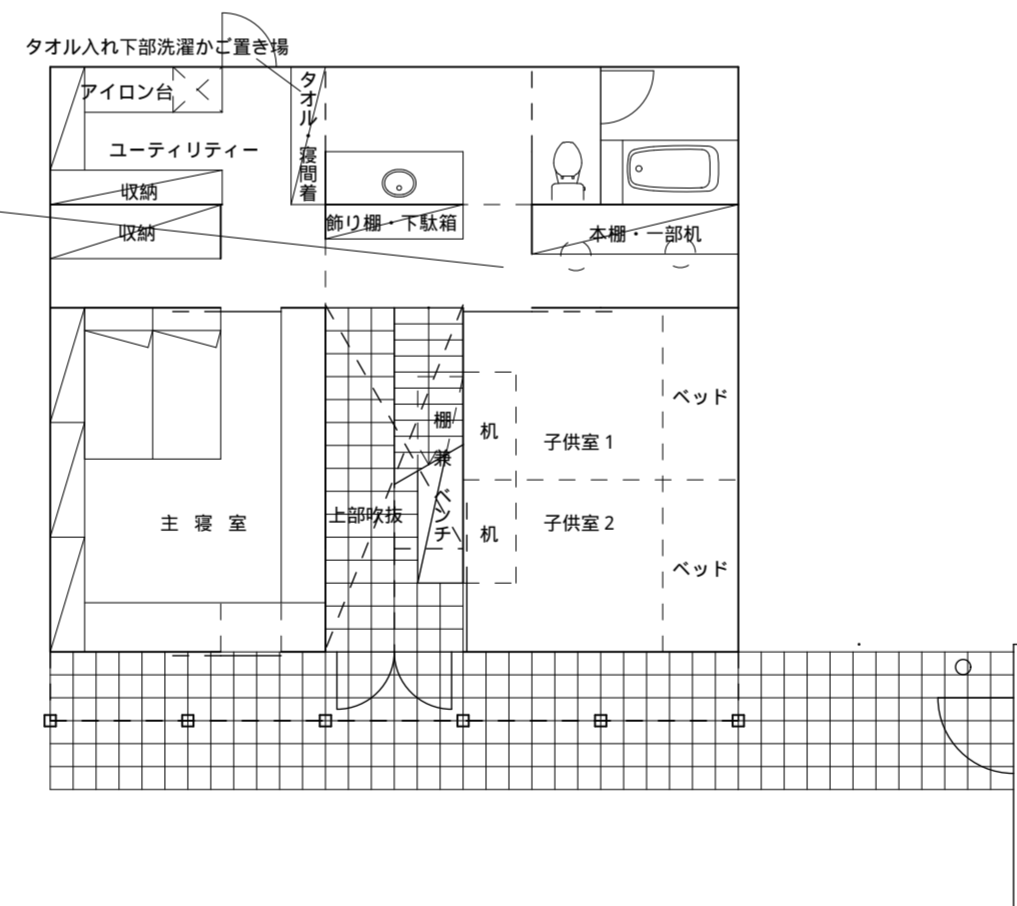 タオル入れ下部洗濯かご置き場
アイロン台
タオル・寝間着
ユーティリティー
収納
収納
飾り棚・下駄箱
本棚・一部机
ベッド
棚兼ベンチ
机
子供室1
上部吹抜
主寝室
机
子供室2
ベッド